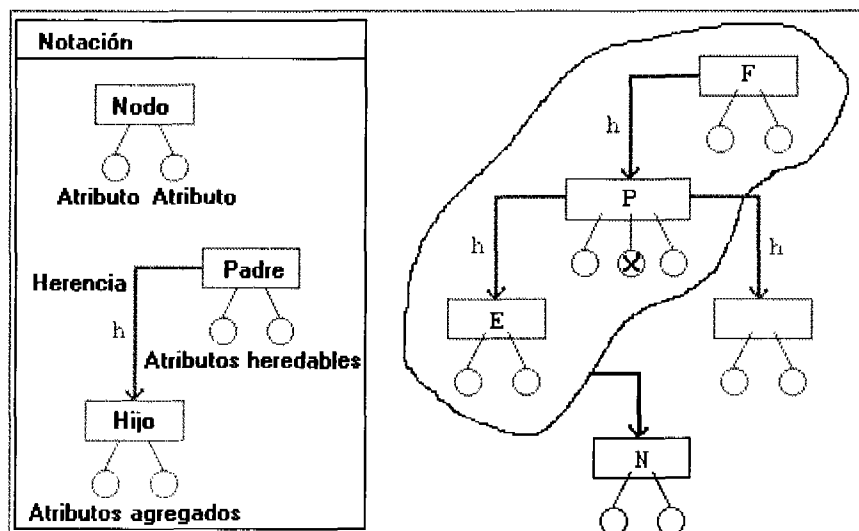 Notación
Nodo
Atributo Atributo
Herencia
Padre
h
Atributos heredables
Hijo
Atributos agregados
F
h
P
h
h
E
N